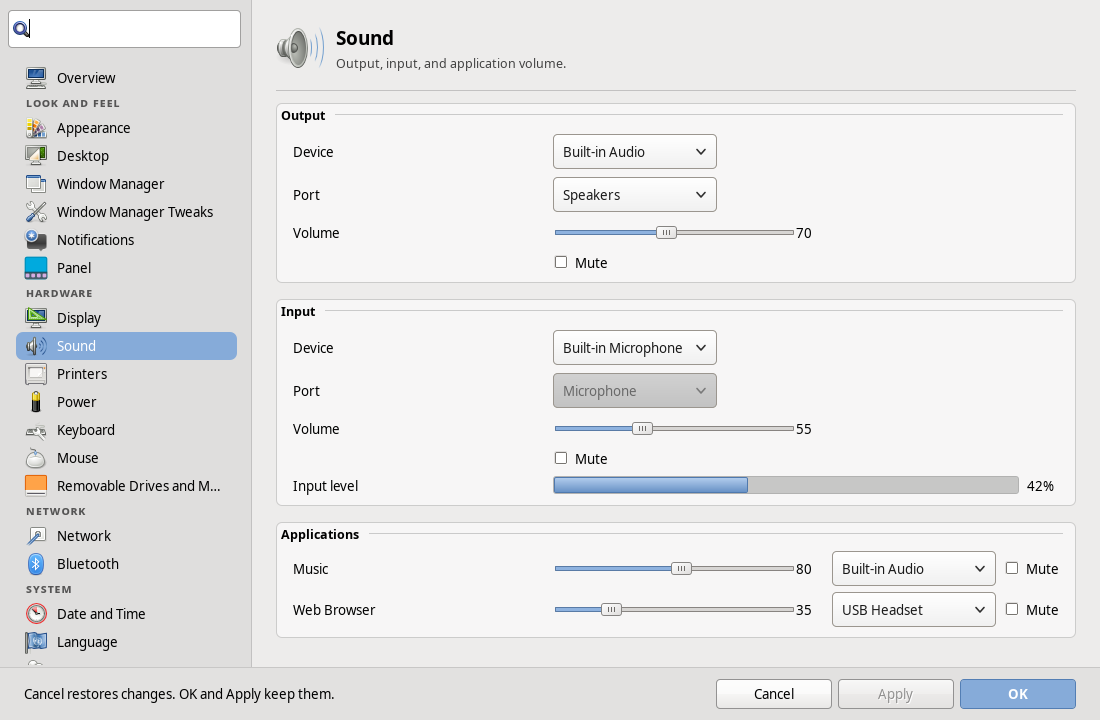 Overview
LOOK AND FEEL
Appearance
Desktop
Window Manager
Window Manager Tweaks
Notifications
Panel
HARDWARE
Display
Sound
Printers
Power
Keyboard
Mouse
Removable Drives and M...
NETWORK
Network
Bluetooth
SYSTEM
Date and Time
Language
Sound
Output, input, and application volume.
Output
Device Built-in Audio
Port Speakers
Volume 70
Mute
Input
Device Built-in Microphone
Port Microphone
Volume 55
Mute
Input level 42%
Applications
Music 80 Built-in Audio Mute
Web Browser 35 USB Headset Mute
Cancel restores changes. OK and Apply keep them.
Cancel Apply OK